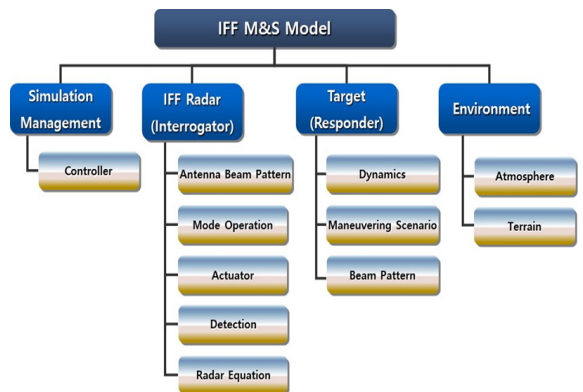 IFF M&S Model
Simulation
Management
IFF Radar
(Interrogator)
Target
(Responder)
Environment
Controller
Antenna Beam Pattern
Mode Operation
Actuator
Detection
Radar Equation
Dynamics
Maneuvering Scenario
Beam Pattern
Atmosphere
Terrain